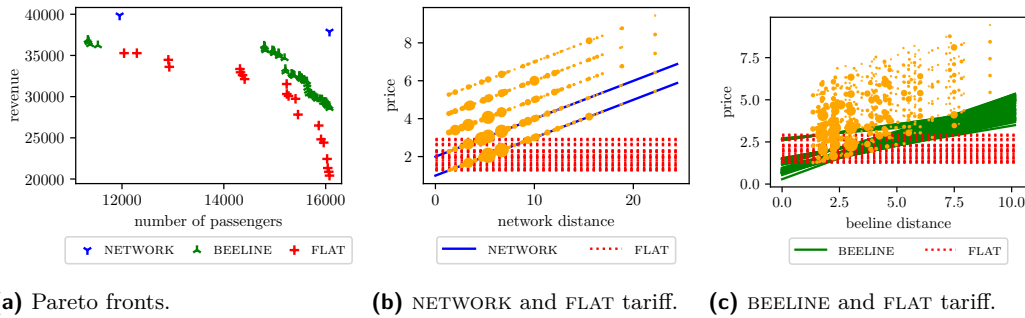 40000
35000
30000
25000
20000
revenue
12000 14000 16000
number of passengers
NETWORK BEELINE FLAT
(a) Pareto fronts.
8
6
4
2
price
0 10 20
network distance
NETWORK FLAT
(b) NETWORK and FLAT tariff.
7.5
5.0
2.5
0.0
price
0.0 2.5 5.0 7.5 10.0
beeline distance
BEELINE FLAT
(c) BEELINE and FLAT tariff.